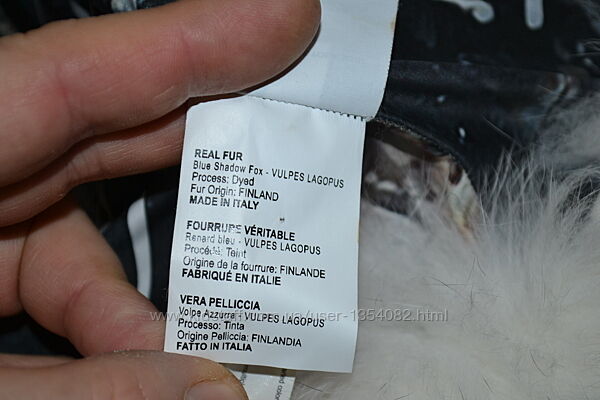 REAL FUR
Blue Shadow Fox - VULPES LAGOPUS
Process: Dyed
Fur Origin: FINLAND
MADE IN ITALY
FOURRURE VÉRITABLE
Renard bleu - VULPES LAGOPUS
Procédé: Teint
Origine de la fourrure: FINLANDE
FABRIQUÉ EN ITALIE
VERA PELLICCIA
Volpe Azzurra - VULPES LAGOPUS
Processo: Tinta
Origine Pelliccia: FINLANDIA
FATTO IN ITALIA